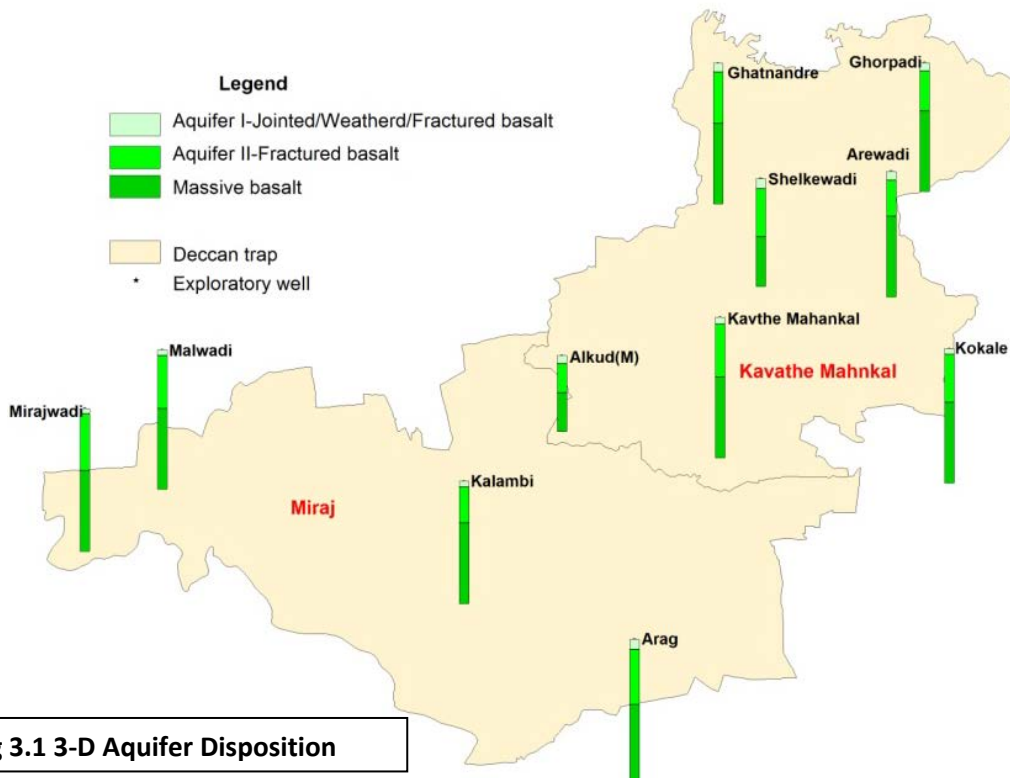 Legend
Aquifer I-Jointed/Weatherd/Fractured basalt
Aquifer II-Fractured basalt
Massive basalt
Deccan trap
Exploratory well
Ghatnandre
Ghorpadi
Arewadi
Shelkewadi
Kavthe Mahankal
Kokale
Alkud(M)
Kavathe Mahnkal
Malwadi
Mirajwadi
Kalambi
Miraj
Arag
3.1 3-D Aquifer Disposition